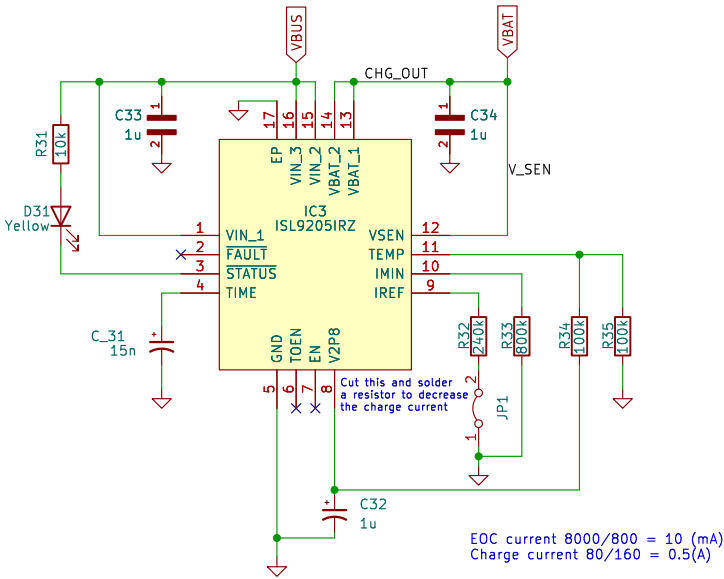 VBUS
VBAT
CHG_OUT
C33
1u
1
2
C34
1u
1
2
R31
10k
17
16
15
14
13
EP
VIN_3
VIN_2
VBAT_2
VBAT_1
V_SEN
D31
Yellow
IC3
ISL9205IRZ
1
VIN_1
2
FAULT
3
STATUS
4
TIME
VSEN
12
TEMP
11
IMIN
10
IREF
9
C_31
15n
R32
240k
R33
800k
R34
100k
R35
100k
GND
TOEN
EN
V2P8
5
6
7
8
Cut this and solder
a resistor to decrease
the charge current
2
JP1
1
C32
1u
EOC current 8000/800 = 10 (mA)
Charge current 80/160 = 0.5(A)